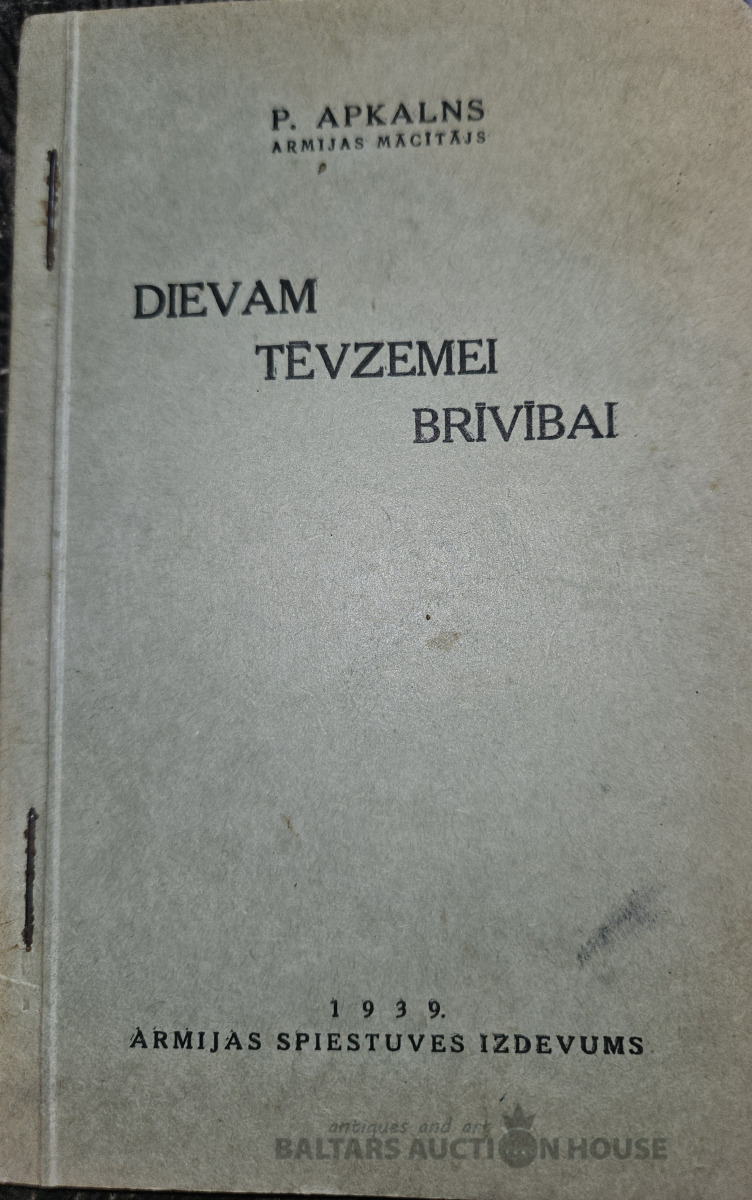 P. APKALNS
ARMIJAS MĀCĪTĀJS
DIEVAM
TĒVZEMEI
BRĪVĪBAI
1939.
ARMIJAS SPIESTUVES IZDEVUMS
antiques and art
BALTARS AUCTION HOUSE